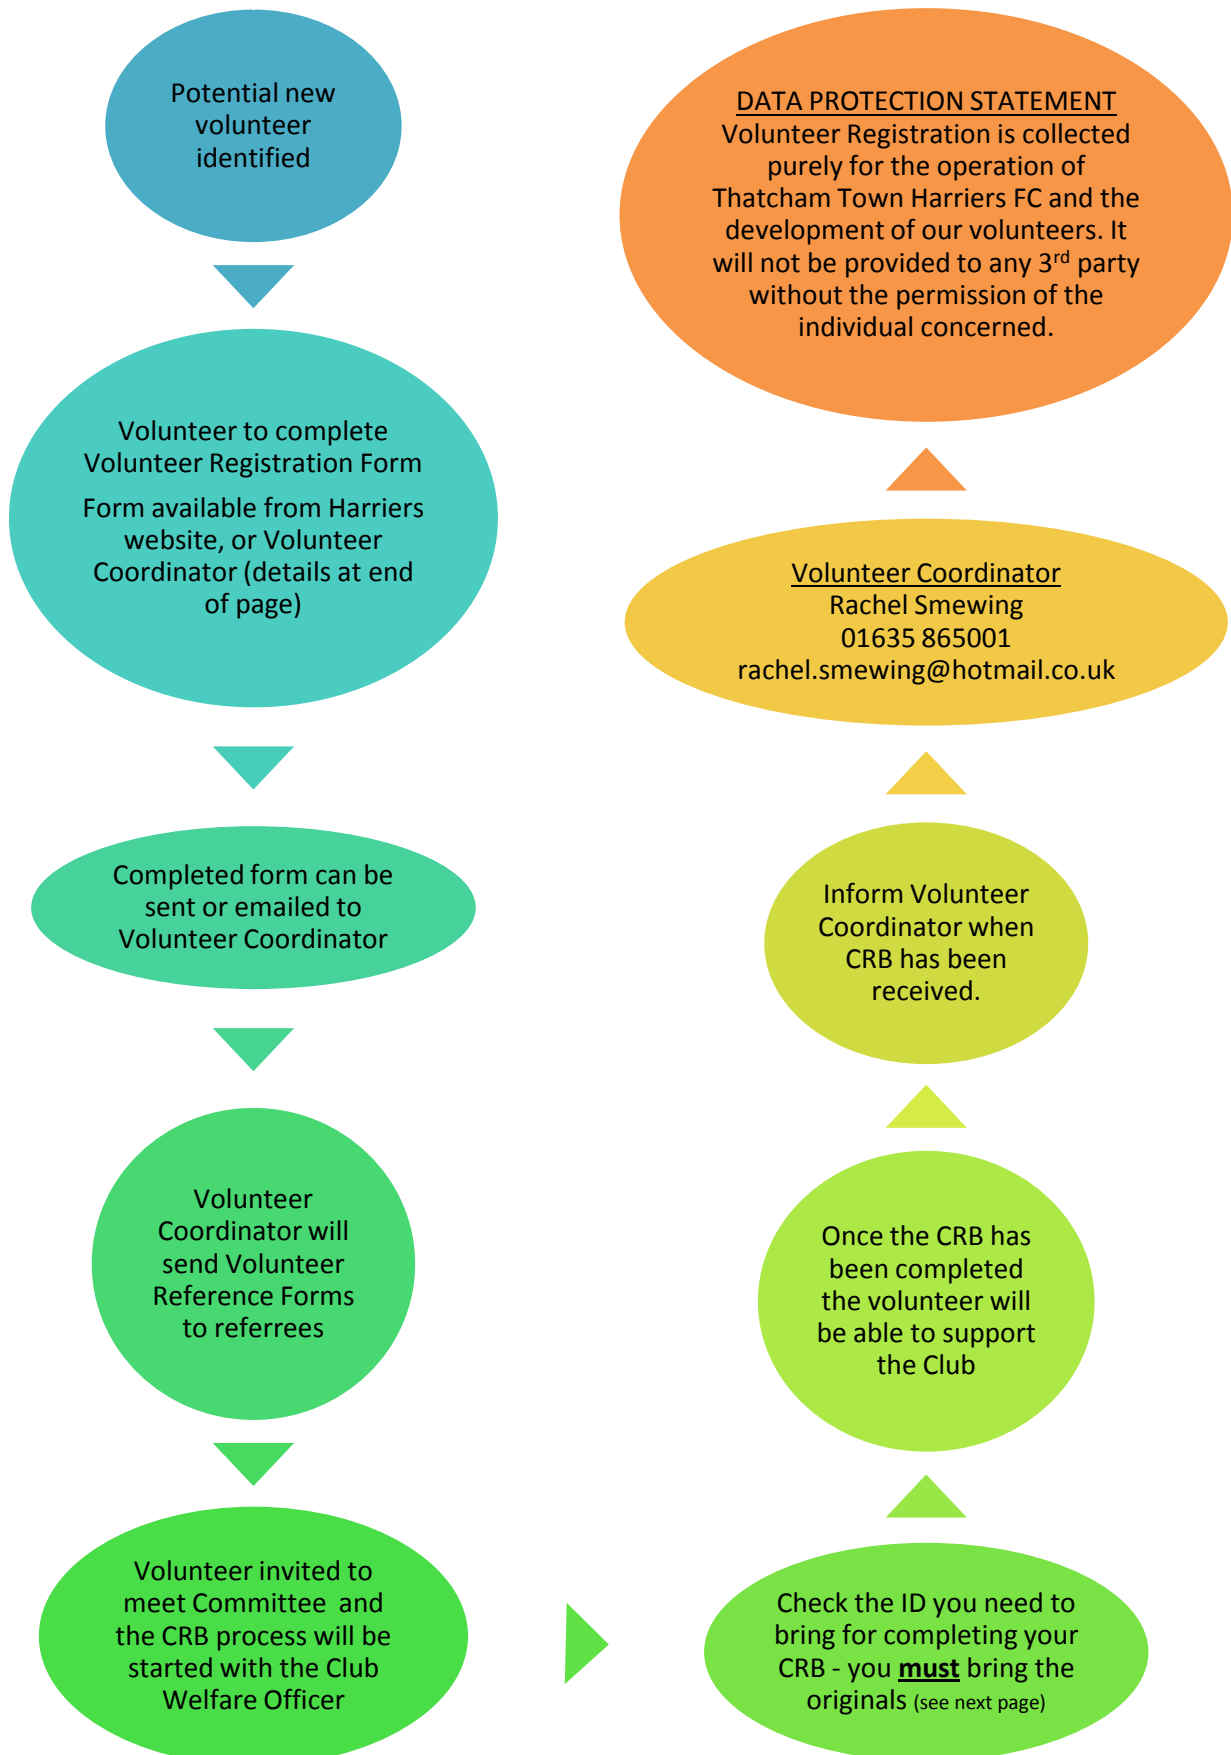 Potential new
volunteer
identified
Volunteer to complete
Volunteer Registration Form
Form available from Harriers
website, or Volunteer
Coordinator (details at end
of page)
Completed form can be
sent or emailed to
Volunteer Coordinator
Volunteer
Coordinator will
send Volunteer
Reference Forms
to referrees
Volunteer invited to
meet Committee and
the CRB process will be
started with the Club
Welfare Officer
Check the ID you need to
bring for completing your
CRB - you must bring the
originals (see next page)
Once the CRB has
been completed
the volunteer will
be able to support
the Club
Inform Volunteer
Coordinator when
CRB has been
received.
Volunteer Coordinator
Rachel Smewing
01635 865001
rachel.smewing@hotmail.co.uk
DATA PROTECTION STATEMENT
Volunteer Registration is collected
purely for the operation of
Thatcham Town Harriers FC and the
development of our volunteers. It
will not be provided to any 3rd party
without the permission of the
individual concerned.